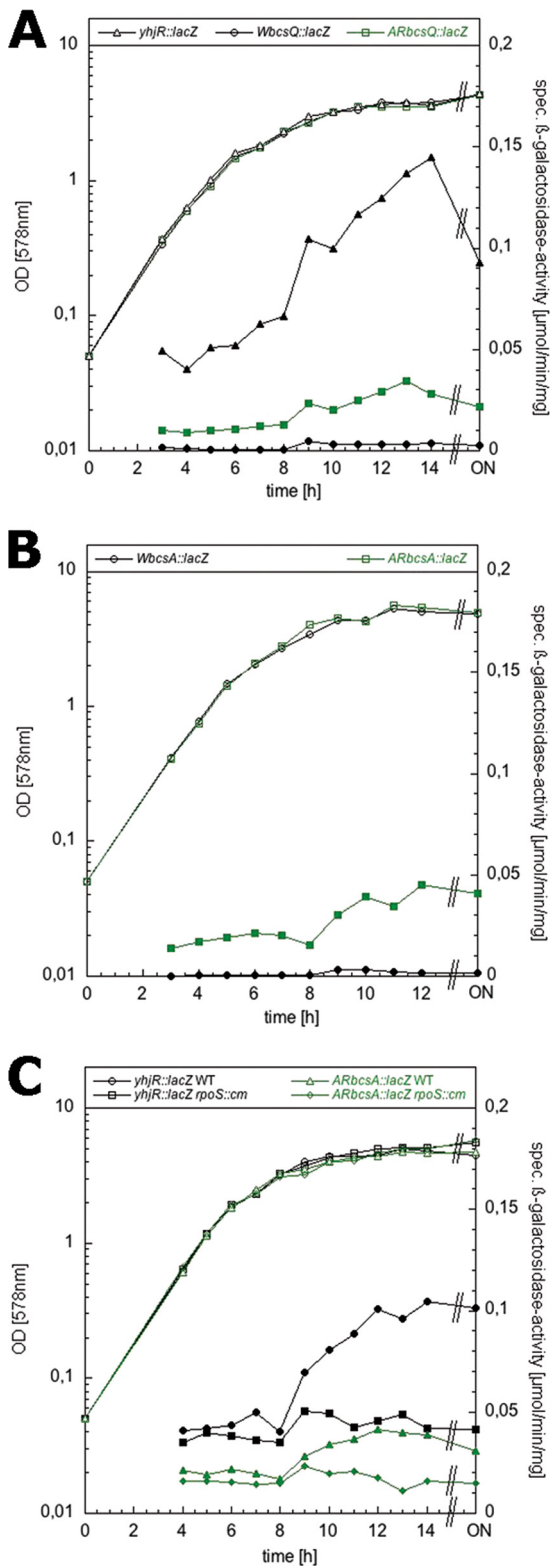 A
yhjR::lacZ WbcsQ::lacZ ARbcsQ::lacZ
10
1
0,1
0,01
OD [578nm]
0,2
0,15
0,1
0,05
0
spec. ß-galactosidase-activity [µmol/min/mg]
0 2 4 6 8 10 12 14 ON
time [h]
B
WbcsA::lacZ ARbcsA::lacZ
10
1
0,1
0,01
OD [578nm]
0,2
0,15
0,1
0,05
0
spec. ß-galactosidase-activity [µmol/min/mg]
0 2 4 6 8 10 12 ON
time [h]
C
yhjR::lacZ WT ARbcsA::lacZ WT
yhjR::lacZ rpoS::cm ARbcsA::lacZ rpoS::cm
10
1
0,1
0,01
OD [578nm]
0,2
0,15
0,1
0,05
0
spec. ß-galactosidase-activity [µmol/min/mg]
0 2 4 6 8 10 12 14 ON
time [h]